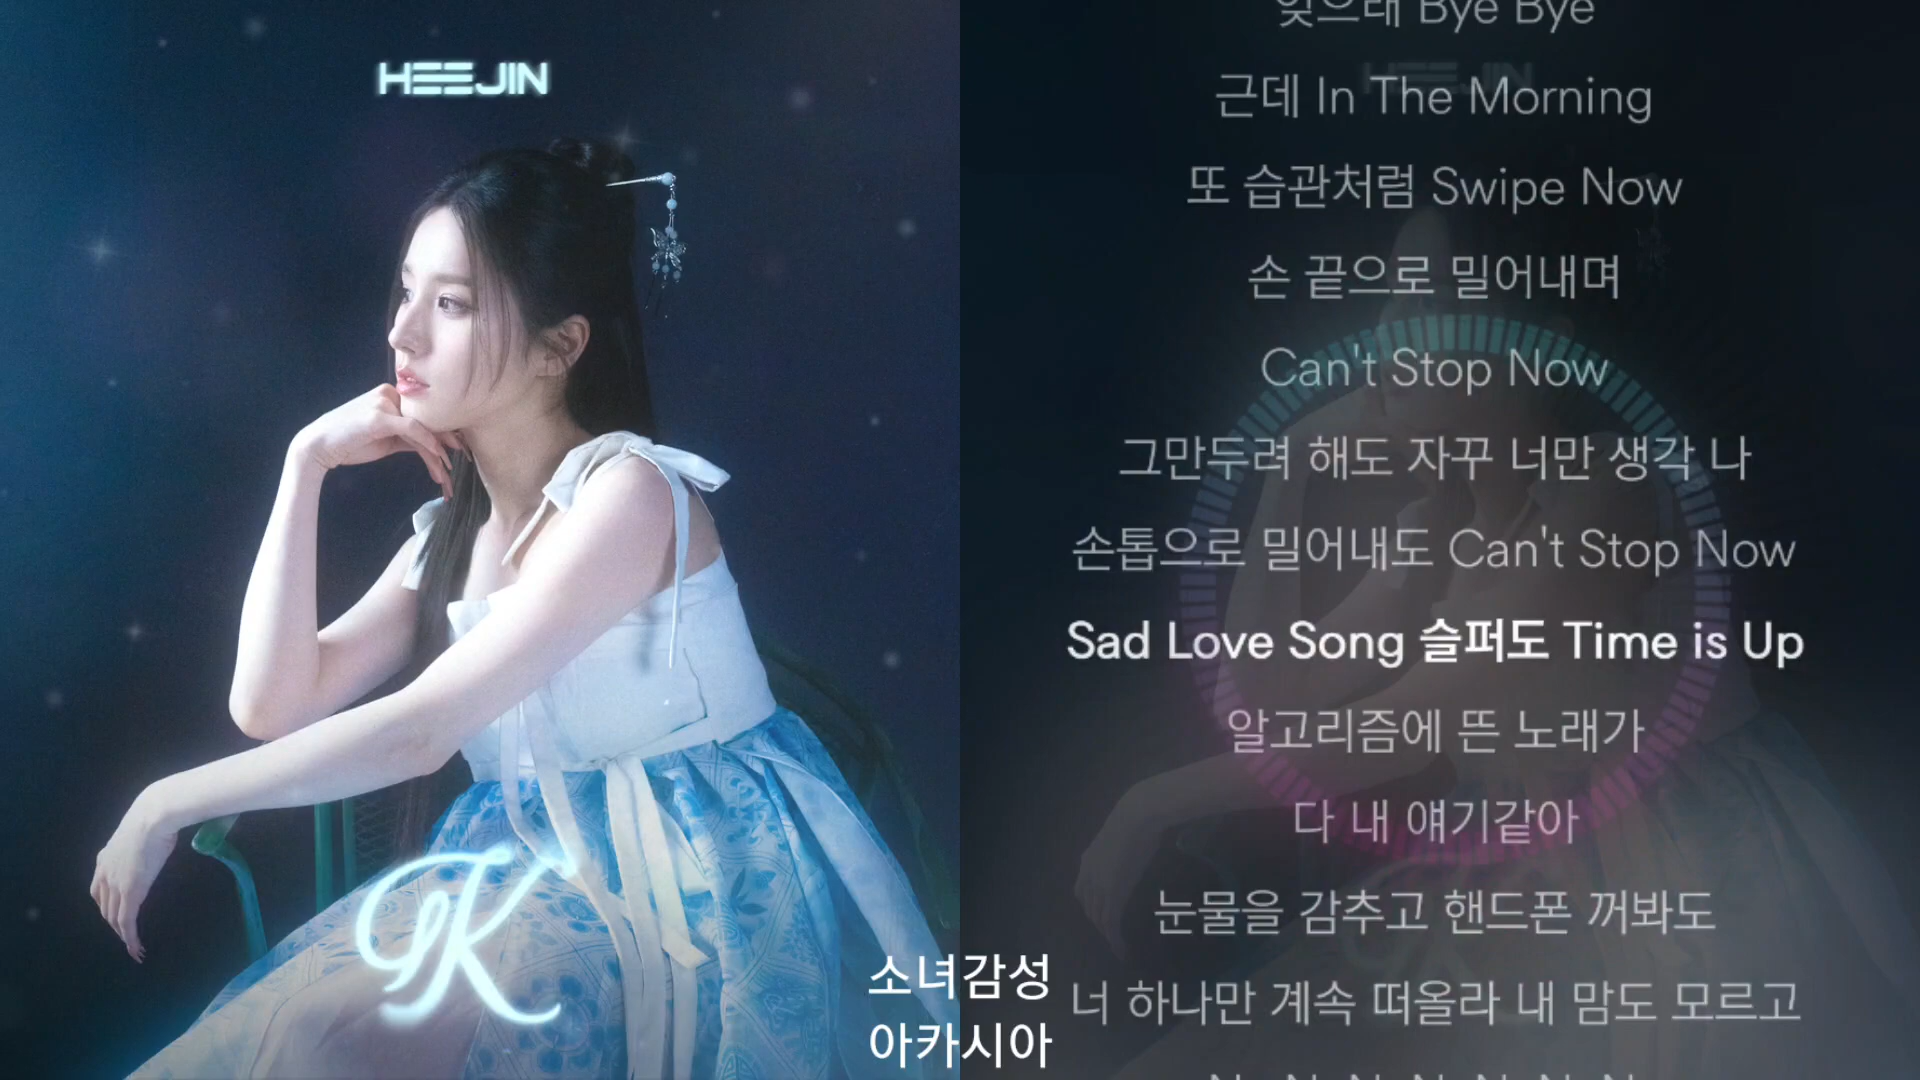 HEEJIN
K
소녀감성
아카시아
잊으래 Bye Bye
근데 In The Morning
또 습관처럼 Swipe Now
손 끝으로 밀어내며
Can't Stop Now
그만두려 해도 자꾸 너만 생각 나
손톱으로 밀어내도 Can't Stop Now
Sad Love Song 슬퍼도 Time is Up
알고리즘에 뜬 노래가
다 내 얘기같아
눈물을 감추고 핸드폰 꺼봐도
너 하나만 계속 떠올라 내 맘도 모르고